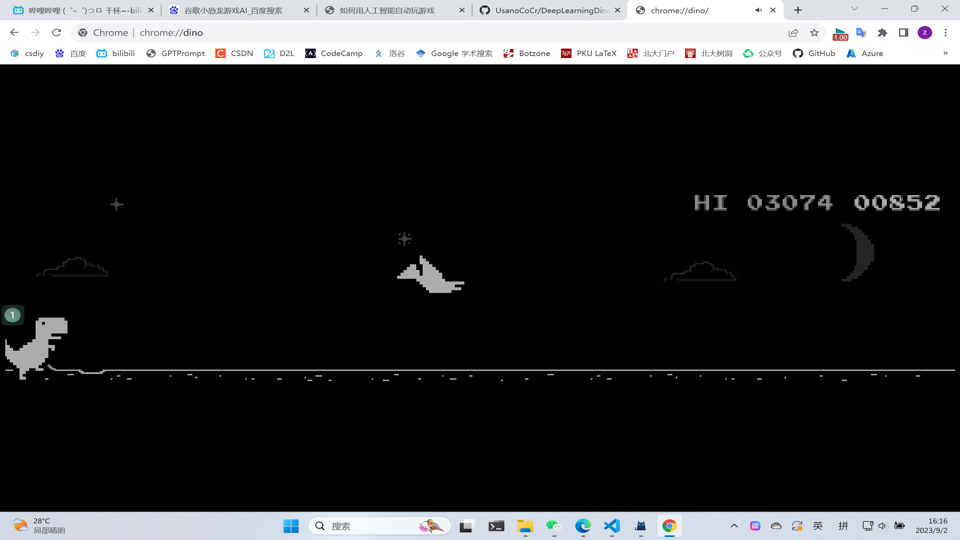 哔哩哔哩 (゜-゜)つロ 干杯~-bili
谷歌小恐龙游戏AI_百度搜索
如何用人工智能自动玩游戏
UsanoCoCr/DeepLearningDin
chrome://dino/
Chrome | chrome://dino
1.00
z
csdiy
百度
bilibili
GPTPrompt
CSDN
D2L
CodeCamp
洛谷
Google 学术搜索
Botzone
PKU LaTeX
北大门户
北大树洞
公众号
GitHub
Azure
»
HI 03074 00852
1
28°C
局部晴朗
搜索
英
拼
16:16
2023/9/2